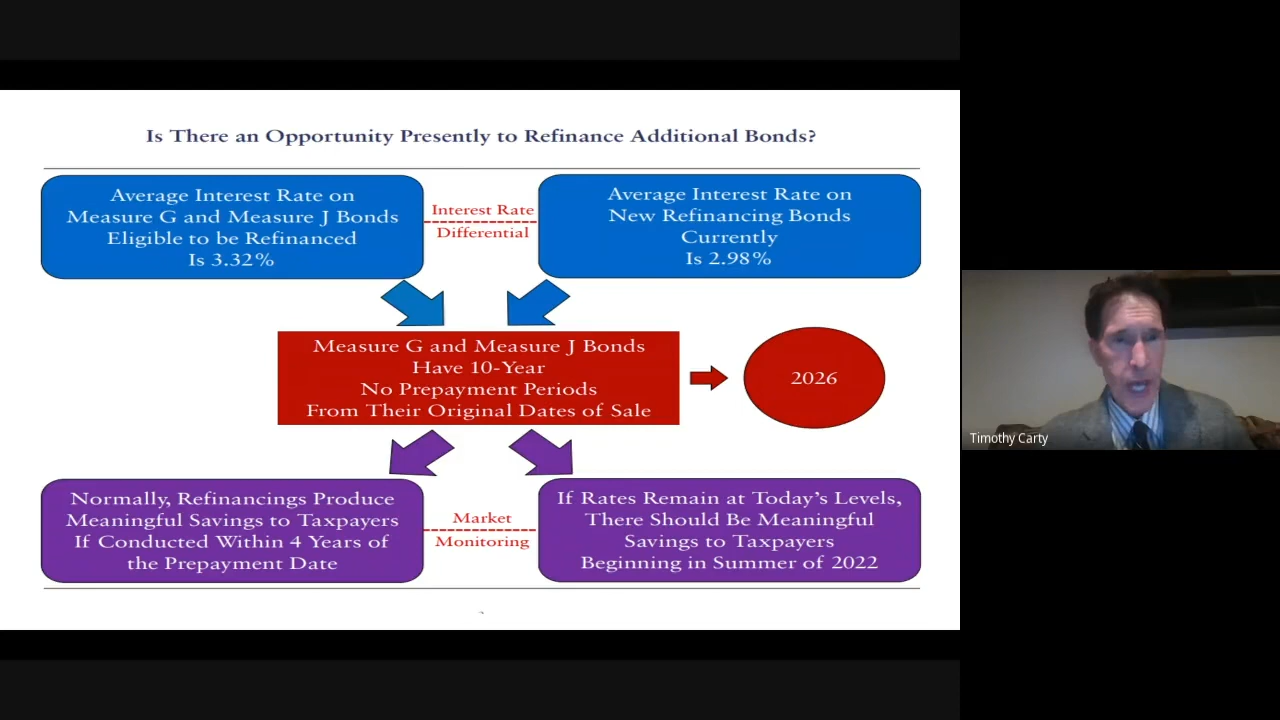 Is There an Opportunity Presently to Refinance Additional Bonds?
Average Interest Rate on
Measure G and Measure J Bonds
Eligible to be Refinanced
Is 3.32%
Interest Rate
Differential
Average Interest Rate on
New Refinancing Bonds
Currently
Is 2.98%
Measure G and Measure J Bonds
Have 10-Year
No Prepayment Periods
From Their Original Dates of Sale
2026
Normally, Refinancings Produce
Meaningful Savings to Taxpayers
If Conducted Within 4 Years of
the Prepayment Date
Market
Monitoring
If Rates Remain at Today's Levels,
There Should Be Meaningful
Savings to Taxpayers
Beginning in Summer of 2022
Timothy Carty